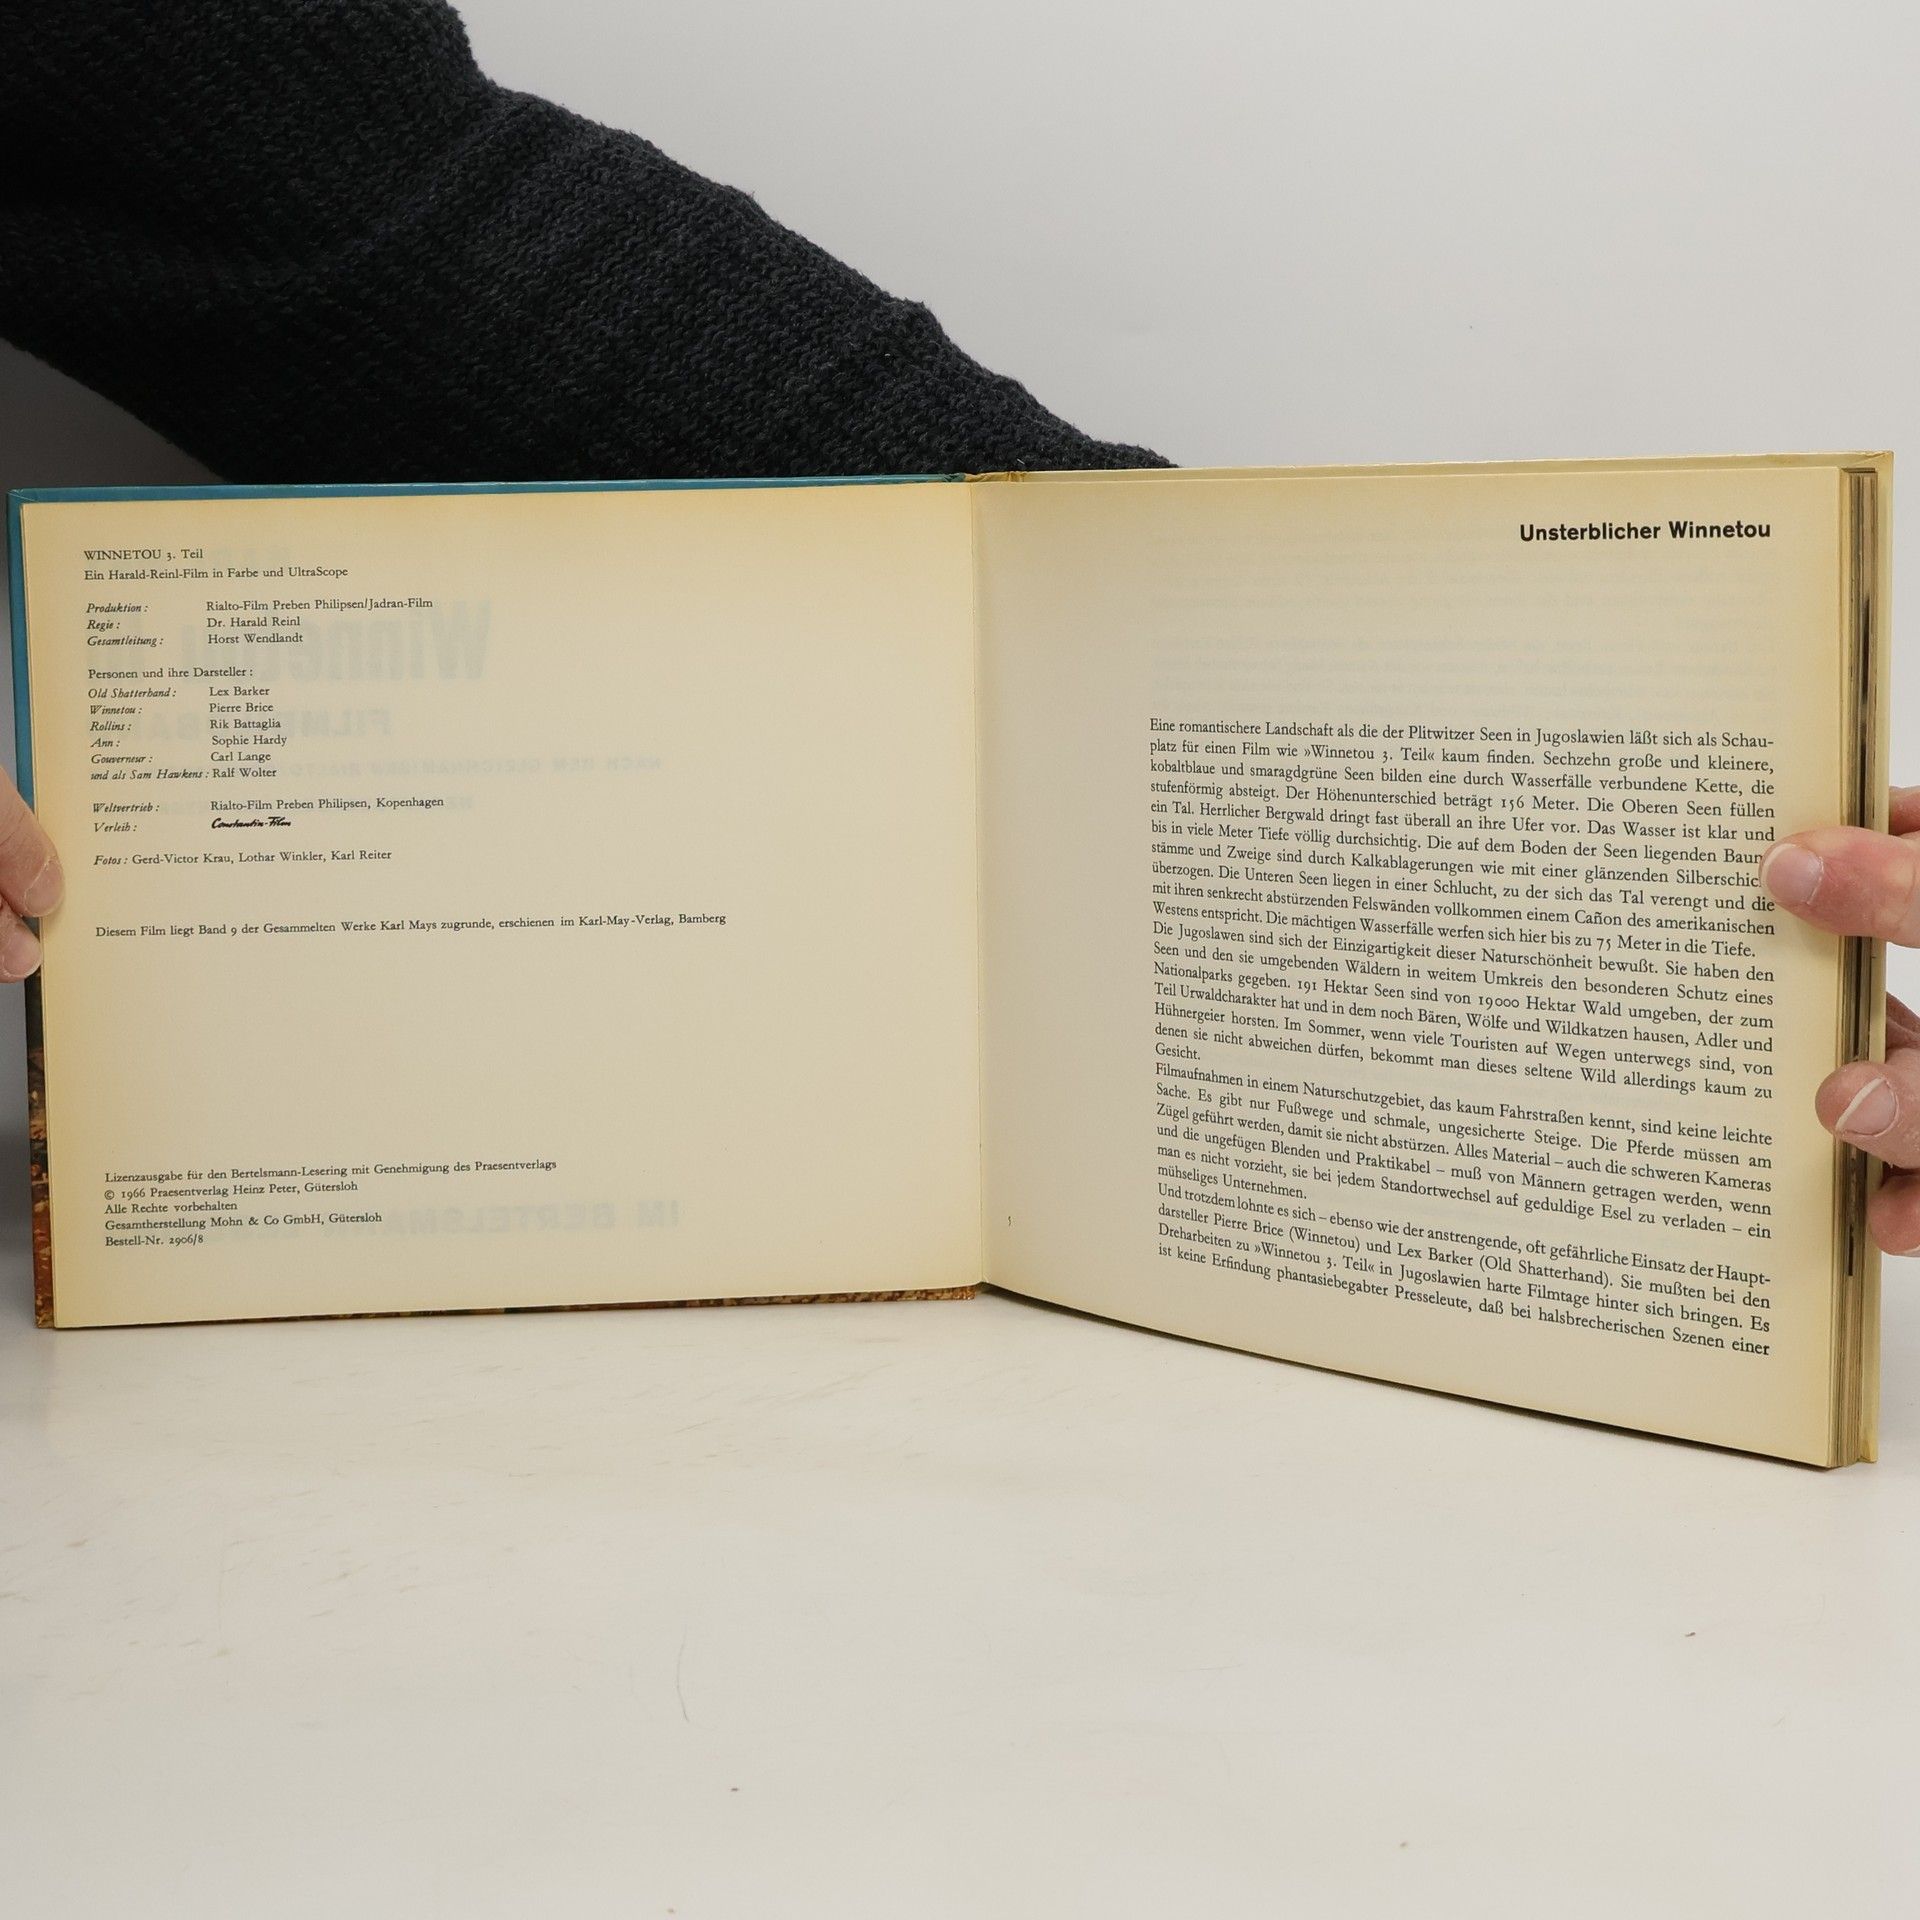 WINNETOU 3. Teil
Ein Harald-Reinl-Film in Farbe und UltraScope
Produktion: Rialto-Film Preben Philipsen/Jadran-Film
Regie: Dr. Harald Reinl
Gesamtleitung: Horst Wendlandt
Personen und ihre Darsteller:
Old Shatterhand: Lex Barker
Winnetou: Pierre Brice
Rollins: Rik Battaglia
Ann: Sophie Hardy
Gouverneur: Carl Lange
und als Sam Hawkens: Ralf Wolter
Weltvertrieb: Rialto-Film Preben Philipsen, Kopenhagen
Verleih: Constantin-Film
Fotos: Gerd-Victor Krau, Lothar Winkler, Karl Reiter
Diesem Film liegt Band 9 der Gesammelten Werke Karl Mays zugrunde, erschienen im Karl-May-Verlag, Bamberg
Lizenzausgabe für den Bertelsmann-Lesering mit Genehmigung des Praesentverlags
© 1966 Praesentverlag Heinz Peter, Gütersloh
Alle Rechte vorbehalten
Gesamtherstellung Mohn & Co GmbH, Gütersloh
Bestell-Nr. 2906/8
Unsterblicher Winnetou
Eine romantischere Landschaft als die der Plitwitzer Seen in Jugoslawien läßt sich als Schau-
platz für einen Film wie »Winnetou 3. Teil« kaum finden. Sechzehn große und kleinere,
kobaltblaue und smaragdgrüne Seen bilden eine durch Wasserfälle verbundene Kette, die
stufenförmig absteigt. Der Höhenunterschied beträgt 156 Meter. Die Oberen Seen füllen
ein Tal. Herrlicher Bergwald dringt fast überall an ihre Ufer vor. Das Wasser ist klar und
bis in viele Meter Tiefe völlig durchsichtig. Die auf dem Boden der Seen liegenden Baum
stämme und Zweige sind durch Kalkablagerungen wie mit einer glänzenden Silberschic
überzogen. Die Unteren Seen liegen in einer Schlucht, zu der sich das Tal verengt und die
mit ihren senkrecht abstürzenden Felswänden vollkommen einem Cañon des amerikanischen
Westens entspricht. Die mächtigen Wasserfälle werfen sich hier bis zu 75 Meter in die Tiefe.
Die Jugoslawen sind sich der Einzigartigkeit dieser Naturschönheit bewußt. Sie haben den
Seen und den sie umgebenden Wäldern in weitem Umkreis den besonderen Schutz eines
Nationalparks gegeben. 191 Hektar Seen sind von 19000 Hektar Wald umgeben, der zum
Teil Urwaldcharakter hat und in dem noch Bären, Wölfe und Wildkatzen hausen, Adler und
Hühnergeier horsten. Im Sommer, wenn viele Touristen auf Wegen unterwegs sind, von
denen sie nicht abweichen dürfen, bekommt man dieses seltene Wild allerdings kaum zu
Gesicht.
Filmaufnahmen in einem Naturschutzgebiet, das kaum Fahrstraßen kennt, sind keine leichte
Sache. Es gibt nur Fußwege und schmale, ungesicherte Steige. Die Pferde müssen am
Zügel geführt werden, damit sie nicht abstürzen. Alles Material – auch die schweren Kameras
und die ungefügen Blenden und Praktikabel – muß von Männern getragen werden, wenn
man es nicht vorzieht, sie bei jedem Standortwechsel auf geduldige Esel zu verladen – ein
mühseliges Unternehmen.
Und trotzdem lohnte es sich – ebenso wie der anstrengende, oft gefährliche Einsatz der Haupt-
darsteller Pierre Brice (Winnetou) und Lex Barker (Old Shatterhand). Sie mußten bei den
Dreharbeiten zu »Winnetou 3. Teil« in Jugoslawien harte Filmtage hinter sich bringen. Es
ist keine Erfindung phantasiebegabter Presseleute, daß bei halsbrecherischen Szenen einer
5